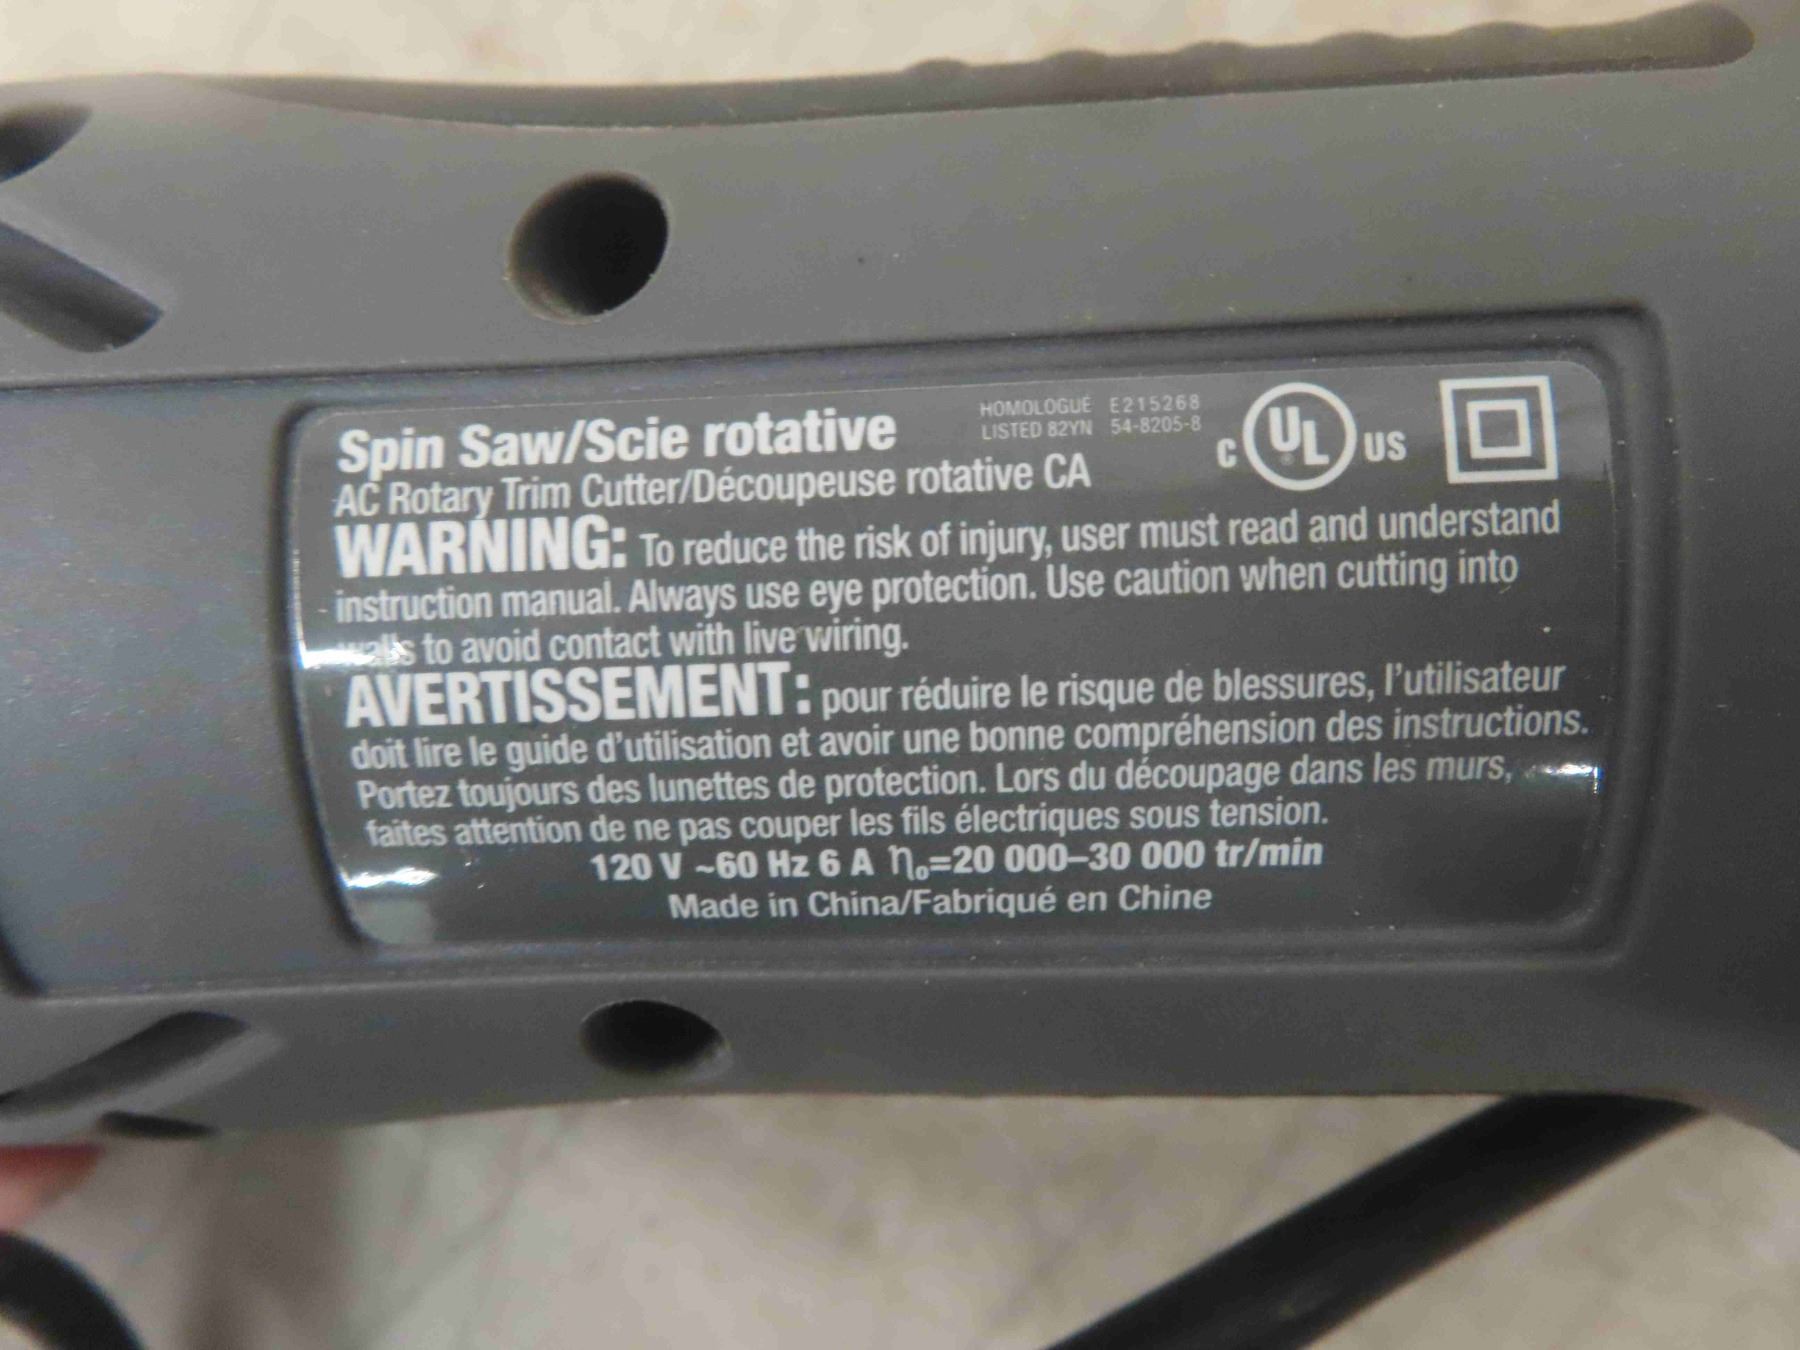 Spin Saw/Scie rotative
HOMOLOGUÉ E215268
LISTED 82YN 54-8205-8
C UL US
AC Rotary Trim Cutter/Découpeuse rotative CA
WARNING: To reduce the risk of injury, user must read and understand
instruction manual. Always use eye protection. Use caution when cutting into
walls to avoid contact with live wiring.
AVERTISSEMENT: pour réduire le risque de blessures, l'utilisateur
doit lire le guide d'utilisation et avoir une bonne compréhension des instructions.
Portez toujours des lunettes de protection. Lors du découpage dans les murs,
faites attention de ne pas couper les fils électriques sous tension.
120 V ~60 Hz 6 A ηo=20 000–30 000 tr/min
Made in China/Fabriqué en Chine